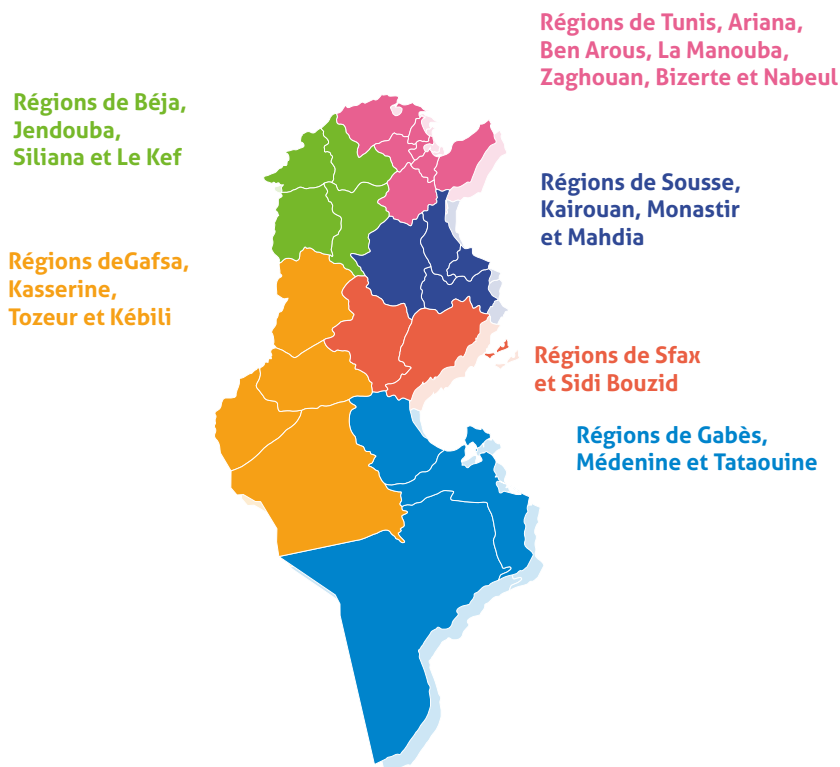 Régions de Tunis, Ariana,
Ben Arous, La Manouba,
Zaghouan, Bizerte et Nabeul
Régions de Béja,
Jendouba,
Siliana et Le Kef
Régions de Sousse,
Kairouan, Monastir
et Mahdia
Régions deGafsa,
Kasserine,
Tozeur et Kébili
Régions de Sfax
et Sidi Bouzid
Régions de Gabès,
Médenine et Tataouine